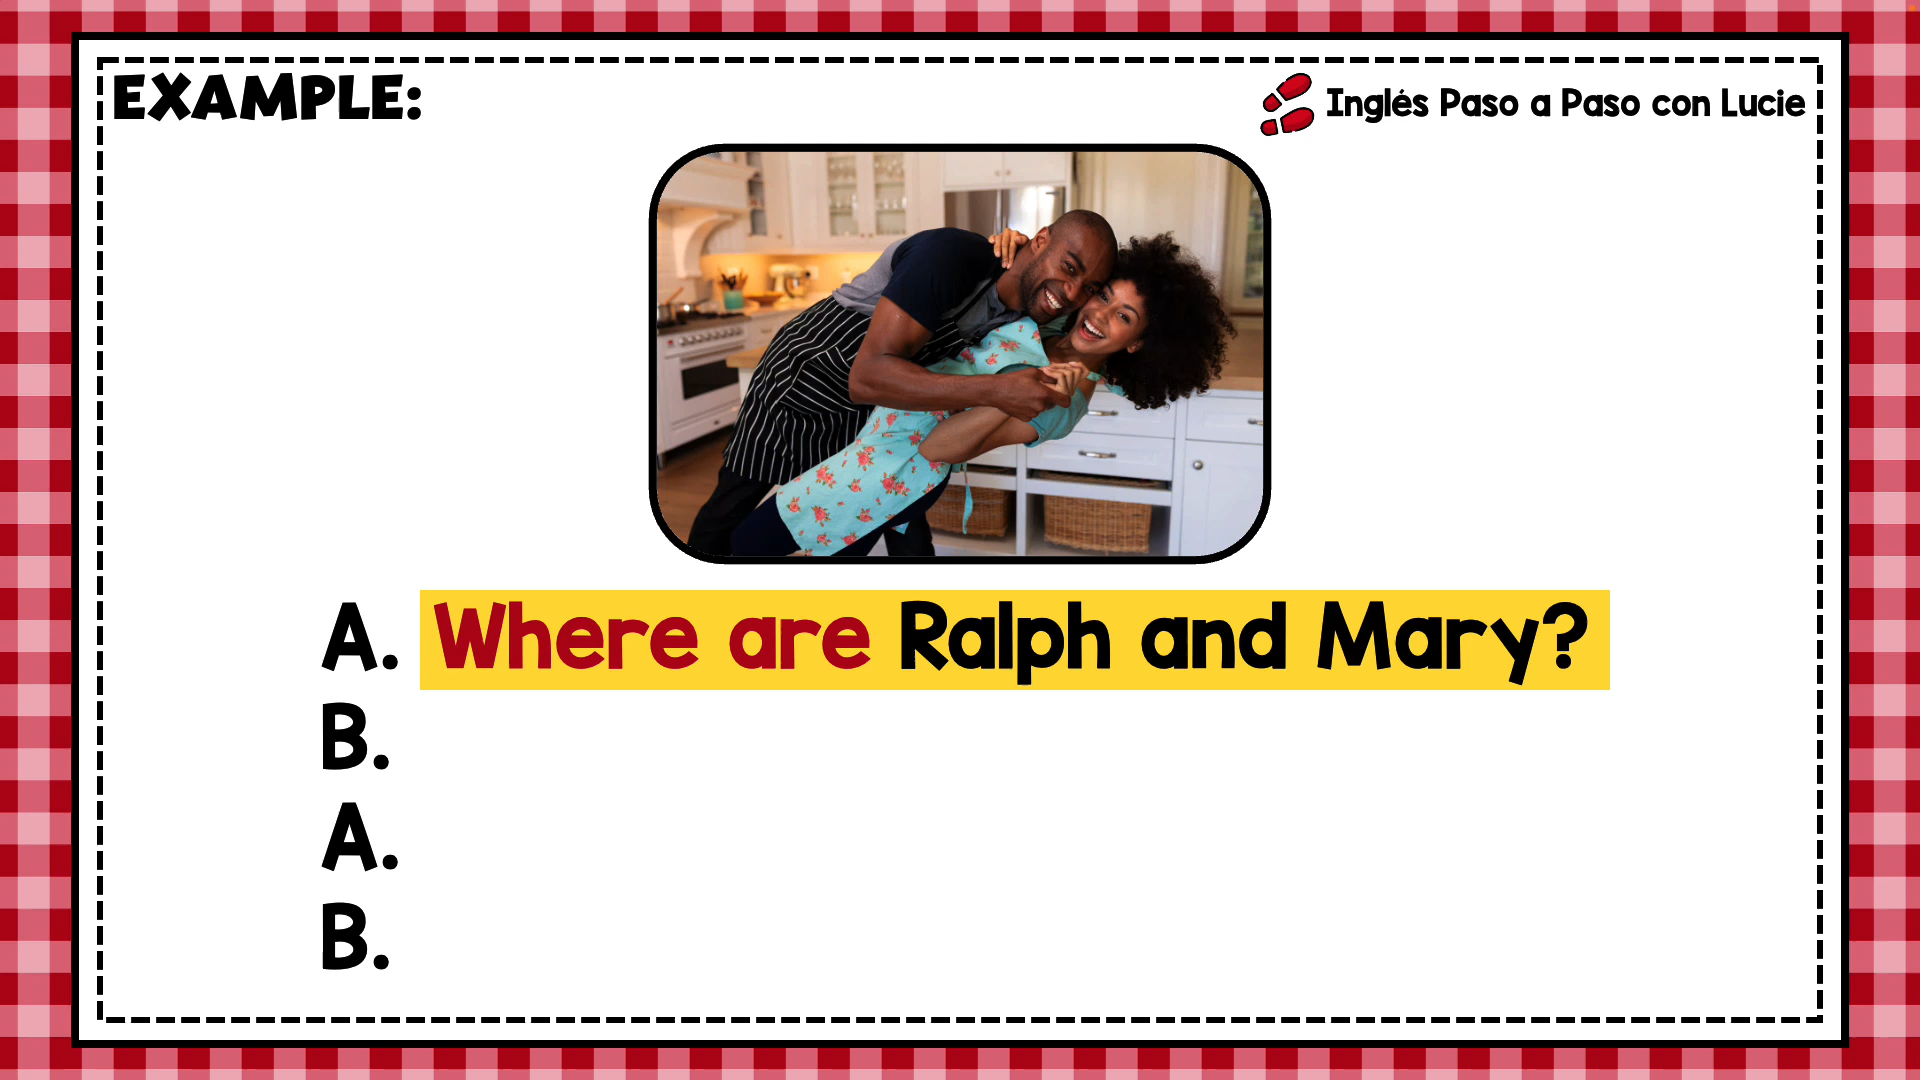 EXAMPLE:
Inglés Paso a Paso con Lucie
A. Where are Ralph and Mary?
B.
A.
B.